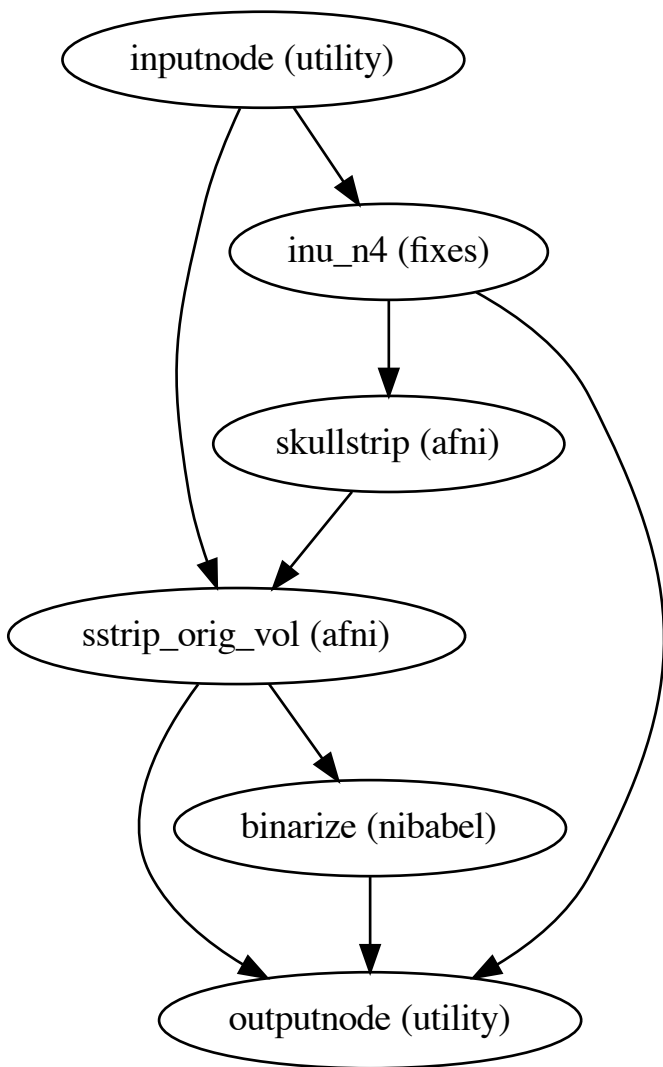 inputnode (utility)
inu_n4 (fixes)
skullstrip (afni)
sstrip_orig_vol (afni)
binarize (nibabel)
outputnode (utility)